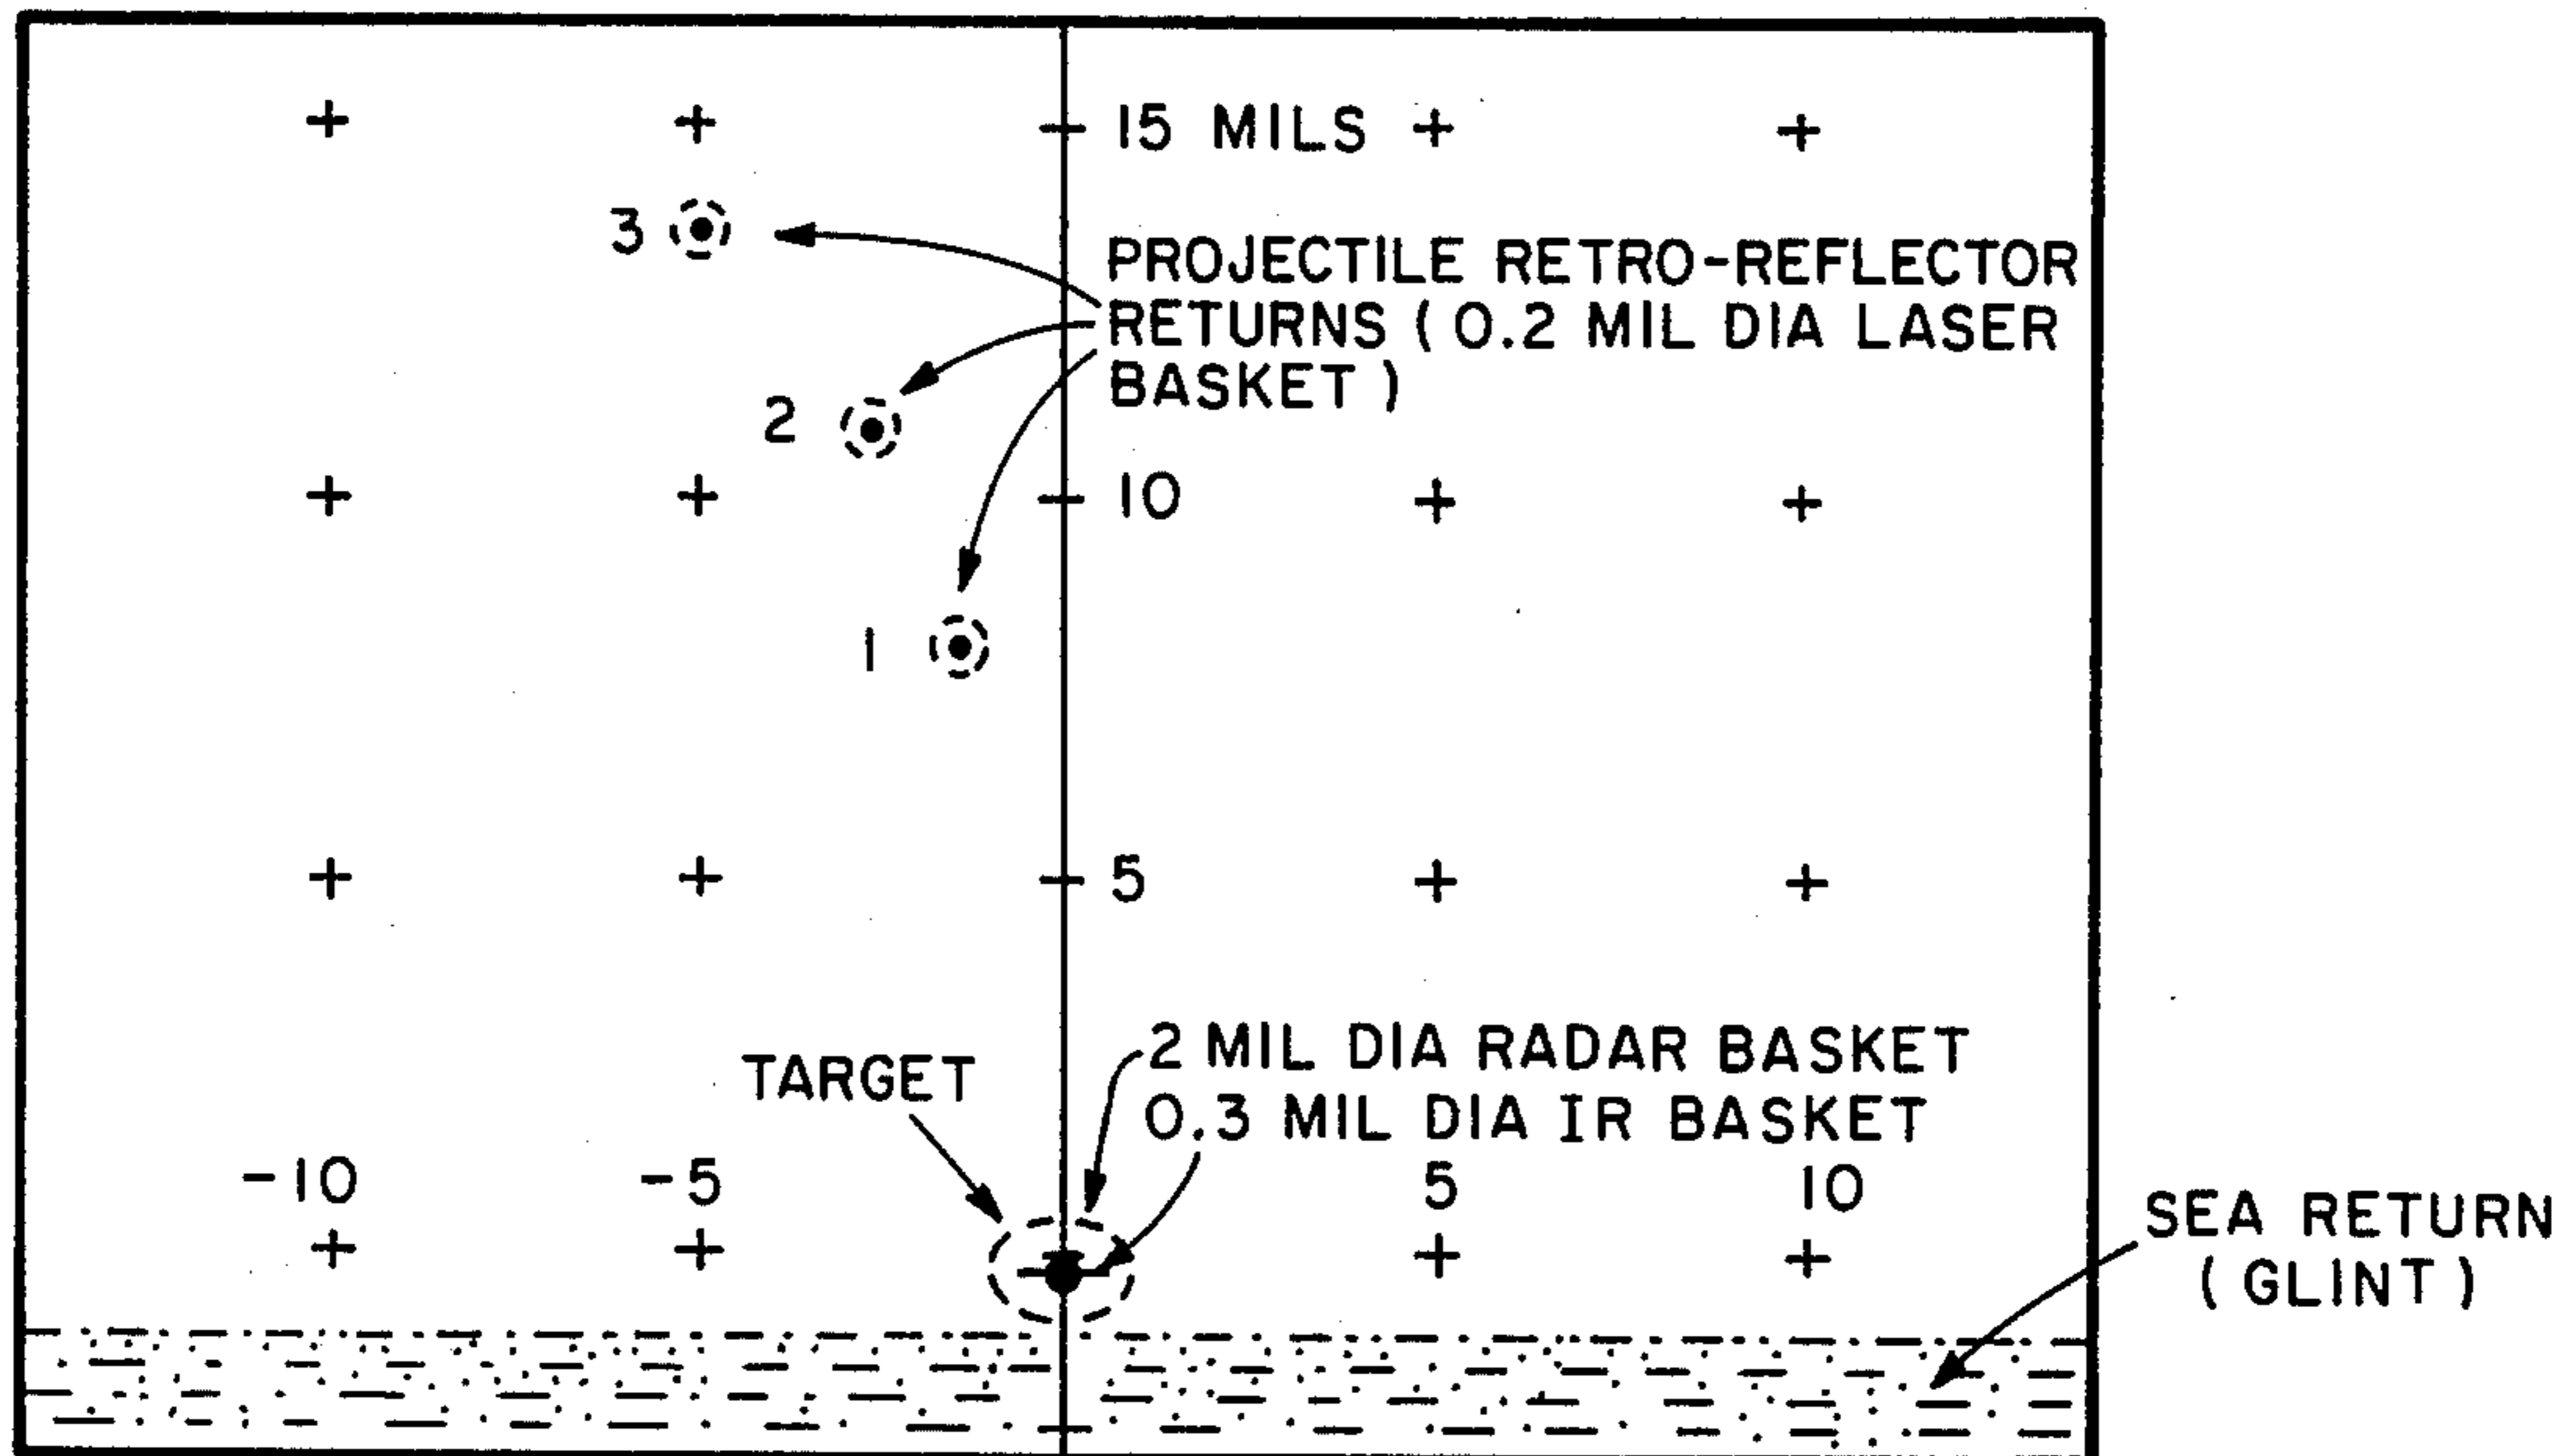 15 MILS
3
PROJECTILE RETRO-REFLECTOR
RETURNS ( 0.2 MIL DIA LASER
BASKET )
2
10
1
5
2 MIL DIA RADAR BASKET
TARGET
0.3 MIL DIA IR BASKET
-10
-5
5
10
SEA RETURN
( GLINT )